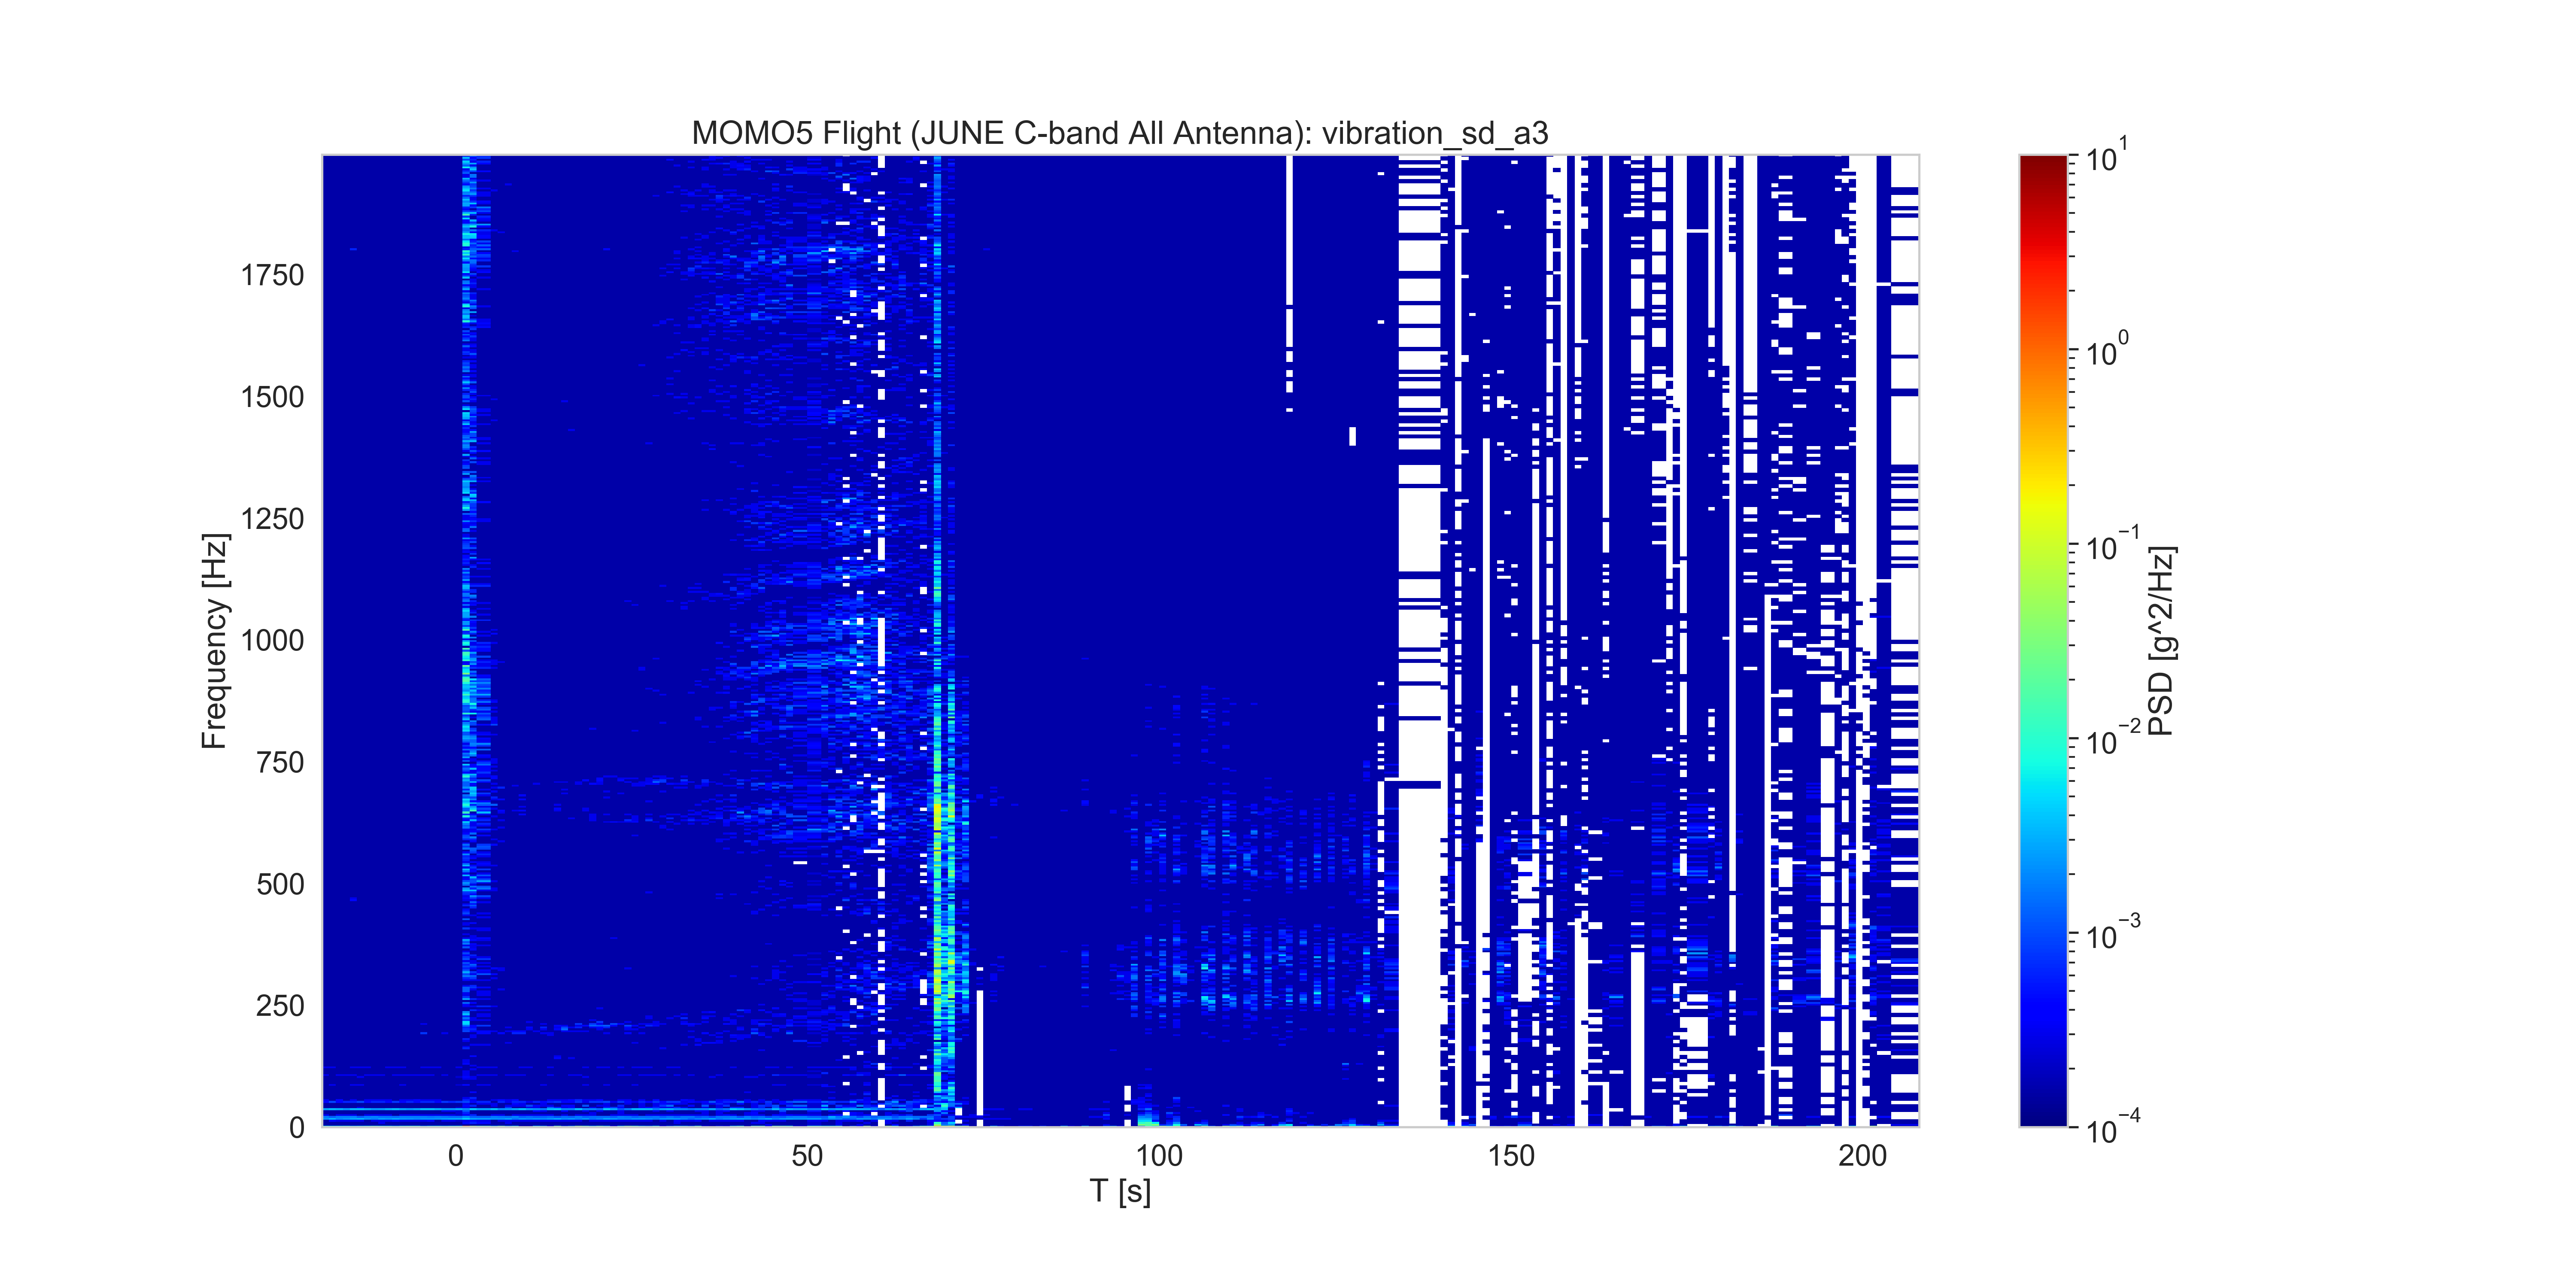 MOMO5 Flight (JUNE C-band All Antenna): vibration_sd_a3
Frequency [Hz]
1750
1500
1250
1000
750
500
250
0
0 50 100 150 200
T [s]
10^1
10^0
10^−1
10^−2
10^−3
10^−4
PSD [g^2/Hz]